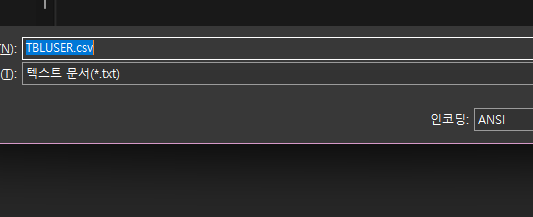 (N): TBLUSER.csv
(T): 텍스트 문서(*.txt)
인코딩: ANSI